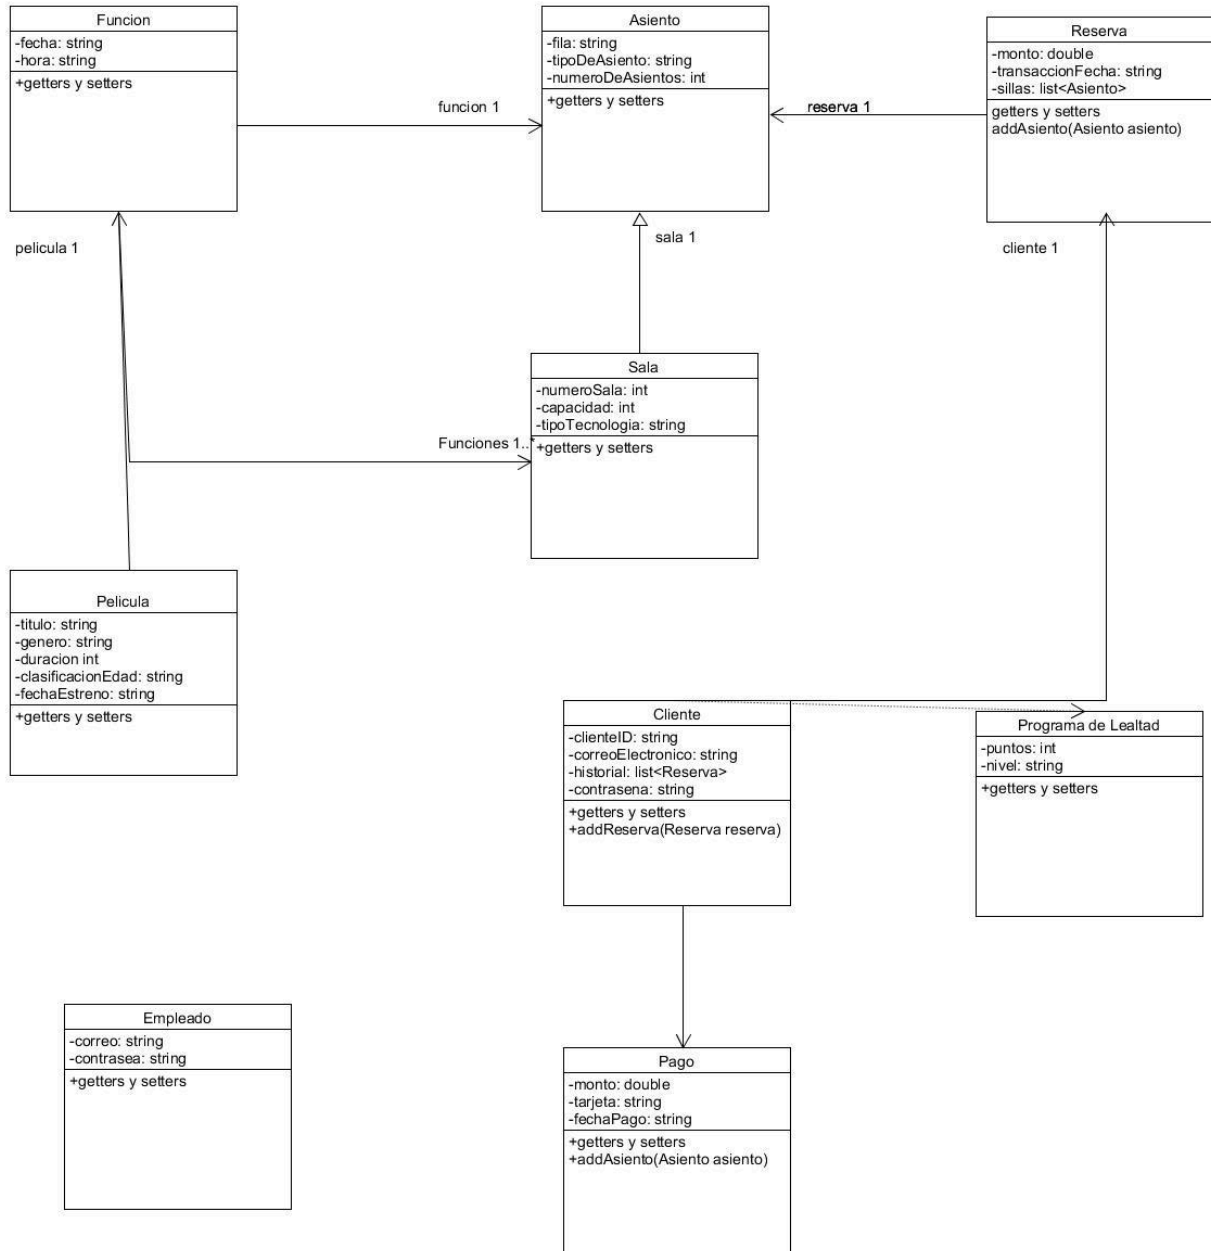 Funcion
-fecha: string
-hora: string
+getters y setters
funcion 1
Asiento
-fila: string
-tipoDeAsiento: string
-numeroDeAsientos: int
+getters y setters
reserva 1
Reserva
-monto: double
-transaccionFecha: string
-sillas: list<Asiento>
getters y setters
addAsiento(Asiento asiento)
pelicula 1
sala 1
cliente 1
Sala
-numeroSala: int
-capacidad: int
-tipoTecnologia: string
+getters y setters
Funciones 1..*
Pelicula
-titulo: string
-genero: string
-duracion int
-clasificacionEdad: string
-fechaEstreno: string
+getters y setters
Cliente
-clienteID: string
-correoElectronico: string
-historial: list<Reserva>
-contrasena: string
+getters y setters
+addReserva(Reserva reserva)
Programa de Lealtad
-puntos: int
-nivel: string
+getters y setters
Empleado
-correo: string
-contrasea: string
+getters y setters
Pago
-monto: double
-tarjeta: string
-fechaPago: string
+getters y setters
+addAsiento(Asiento asiento)